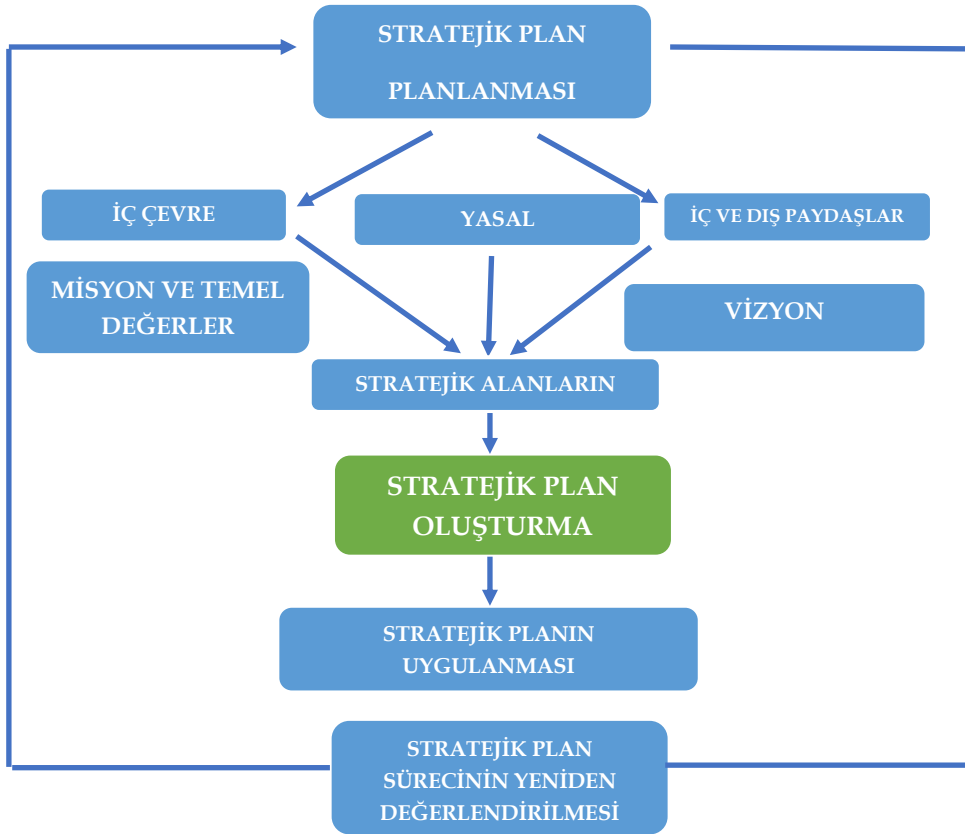 STRATEJİK PLAN
PLANLANMASI
İÇ ÇEVRE
YASAL
İÇ VE DIŞ PAYDAŞLAR
MİSYON VE TEMEL
DEĞERLER
VİZYON
STRATEJİK ALANLARIN
STRATEJİK PLAN
OLUŞTURMA
STRATEJİK PLANIN
UYGULANMASI
STRATEJİK PLAN
SÜRECİNİN YENİDEN
DEĞERLENDİRİLMESİ